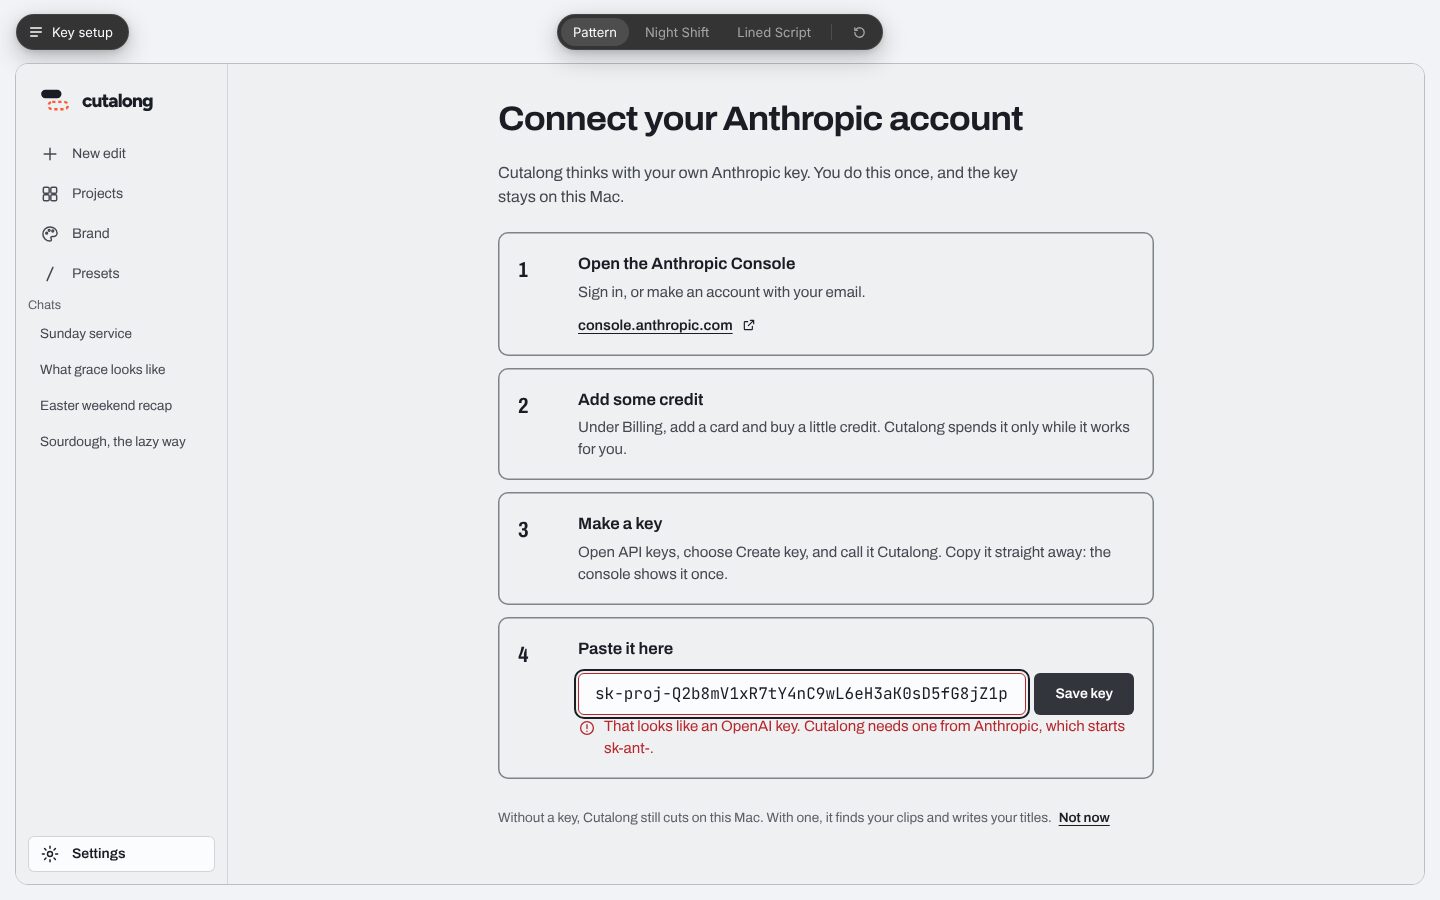 Key setup
Pattern
Night Shift
Lined Script
cutalong
New edit
Projects
Brand
Presets
Chats
Sunday service
What grace looks like
Easter weekend recap
Sourdough, the lazy way
Settings
Connect your Anthropic account
Cutalong thinks with your own Anthropic key. You do this once, and the key
stays on this Mac.
1
Open the Anthropic Console
Sign in, or make an account with your email.
console.anthropic.com
2
Add some credit
Under Billing, add a card and buy a little credit. Cutalong spends it only while it works
for you.
3
Make a key
Open API keys, choose Create key, and call it Cutalong. Copy it straight away: the
console shows it once.
4
Paste it here
sk-proj-Q2b8mV1xR7tY4nC9wL6eH3aK0sD5fG8jZ1p
Save key
That looks like an OpenAI key. Cutalong needs one from Anthropic, which starts
sk-ant-.
Without a key, Cutalong still cuts on this Mac. With one, it finds your clips and writes your titles. Not now